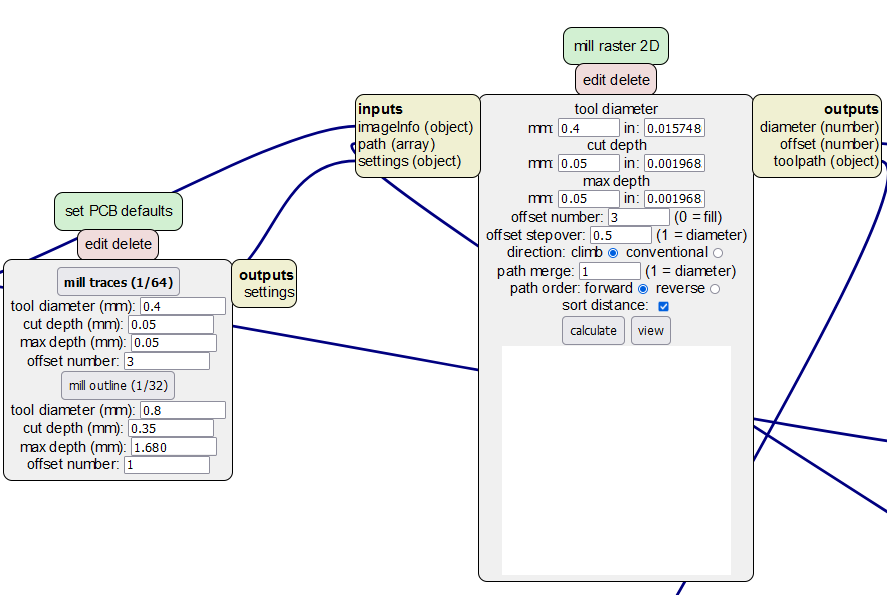 mill raster 2D
edit delete
inputs
imageInfo (object)
path (array)
settings (object)
tool diameter
mm: 0.4 in: 0.015748
cut depth
mm: 0.05 in: 0.001968
max depth
mm: 0.05 in: 0.001968
offset number: 3 (0 = fill)
offset stepover: 0.5 (1 = diameter)
direction: climb conventional
path merge: 1 (1 = diameter)
path order: forward reverse
sort distance:
calculate view
outputs
diameter (number)
offset (number)
toolpath (object)
set PCB defaults
edit delete
mill traces (1/64)
tool diameter (mm): 0.4
cut depth (mm): 0.05
max depth (mm): 0.05
offset number: 3
mill outline (1/32)
tool diameter (mm): 0.8
cut depth (mm): 0.35
max depth (mm): 1.680
offset number: 1
outputs
settings